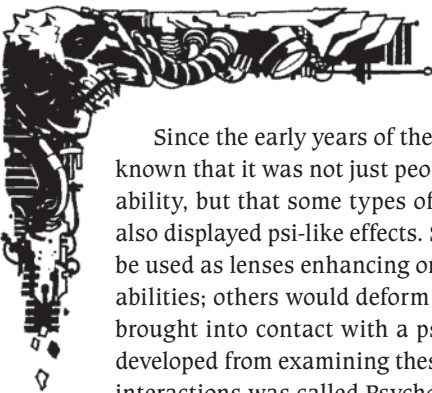 Since the early years of the
known that it was not just peo
ability, but that some types of
also displayed psi-like effects.
be used as lenses enhancing or
abilities; others would deform
brought into contact with a ps
developed from examining thes
interactions was called Psycho